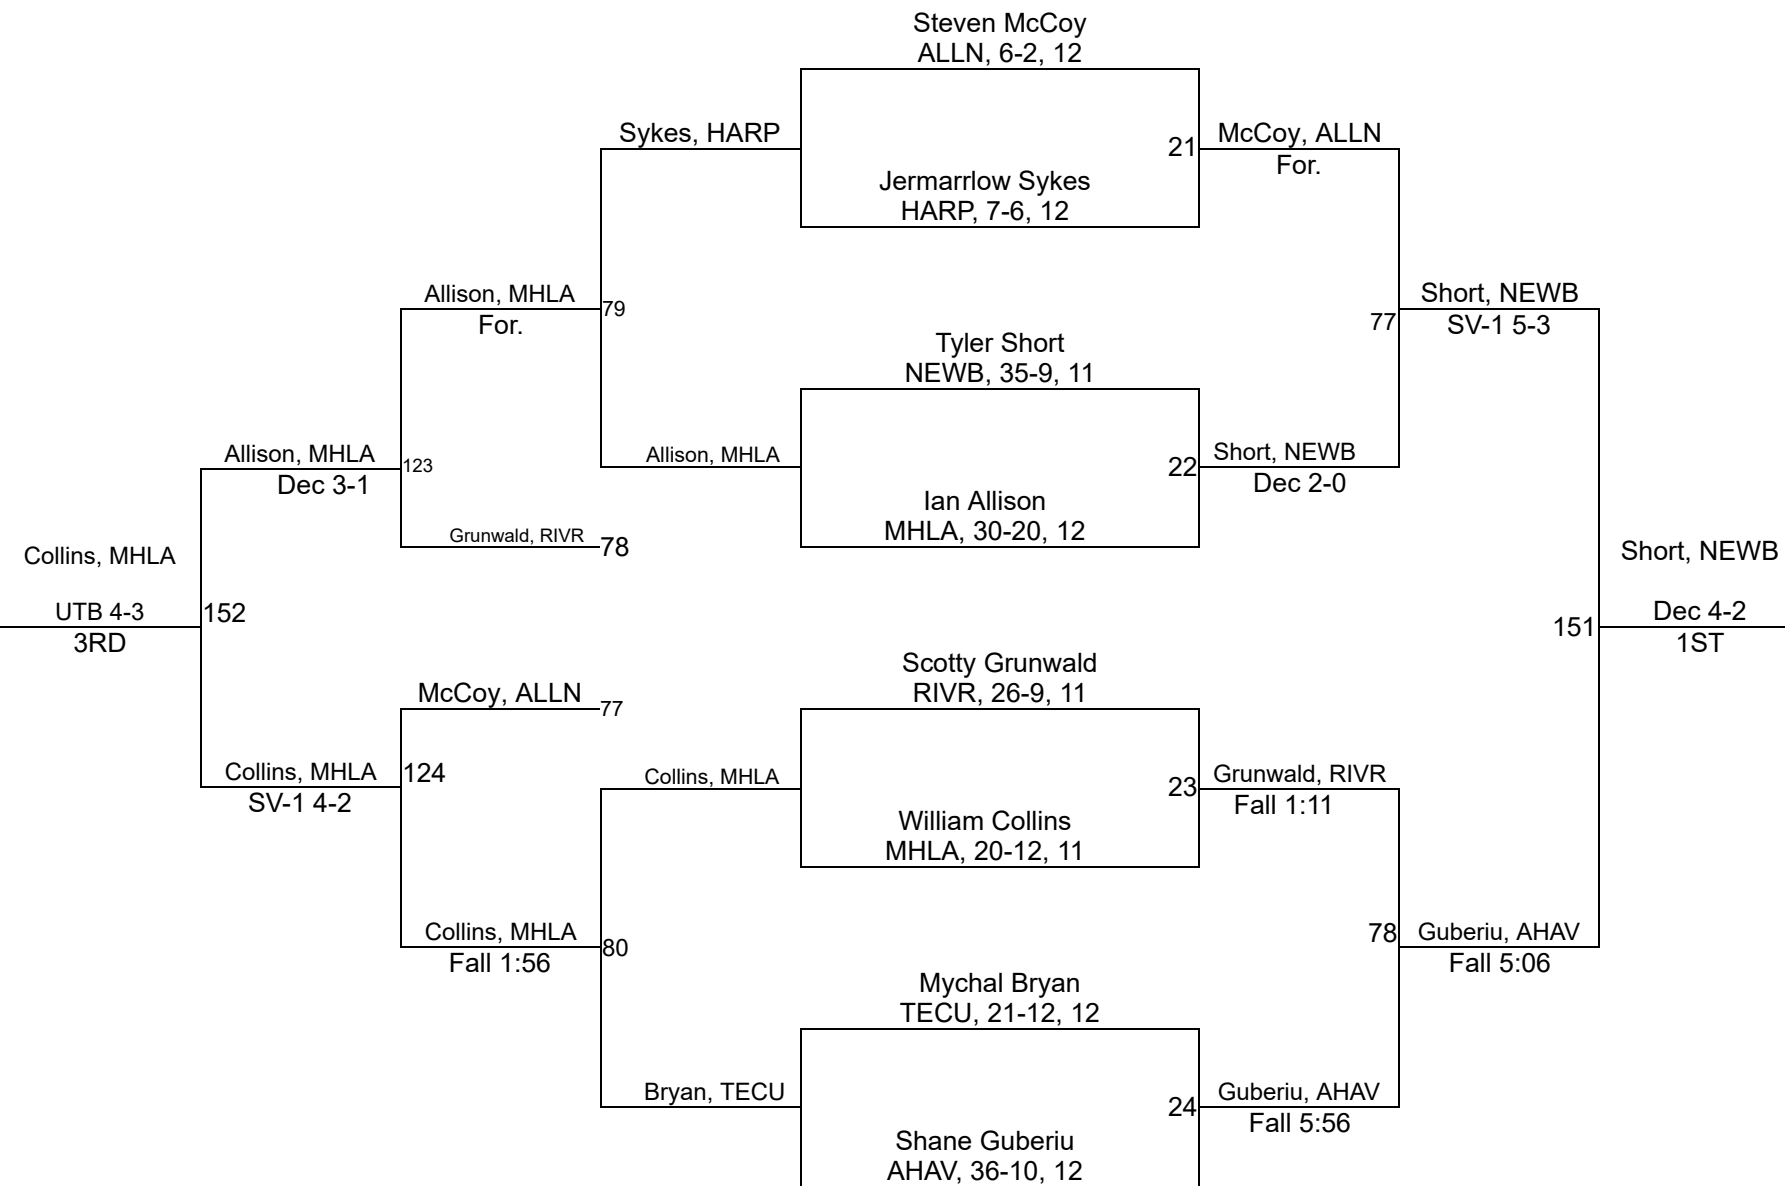 Steven McCoy
ALLN, 6-2, 12
Sykes, HARP
21
McCoy, ALLN
For.
Jermarrlow Sykes
HARP, 7-6, 12
Allison, MHLA
For.
79
77
Short, NEWB
SV-1 5-3
Tyler Short
NEWB, 35-9, 11
Allison, MHLA
Dec 3-1
123
Allison, MHLA
22
Short, NEWB
Dec 2-0
Ian Allison
MHLA, 30-20, 12
Grunwald, RIVR
78
Collins, MHLA
UTB 4-3
3RD
152
Short, NEWB
151
Dec 4-2
1ST
Scotty Grunwald
RIVR, 26-9, 11
McCoy, ALLN
77
Collins, MHLA
SV-1 4-2
124
Collins, MHLA
23
Grunwald, RIVR
Fall 1:11
William Collins
MHLA, 20-12, 11
Collins, MHLA
Fall 1:56
80
78
Guberiu, AHAV
Fall 5:06
Mychal Bryan
TECU, 21-12, 12
Bryan, TECU
24
Guberiu, AHAV
Fall 5:56
Shane Guberiu
AHAV, 36-10, 12